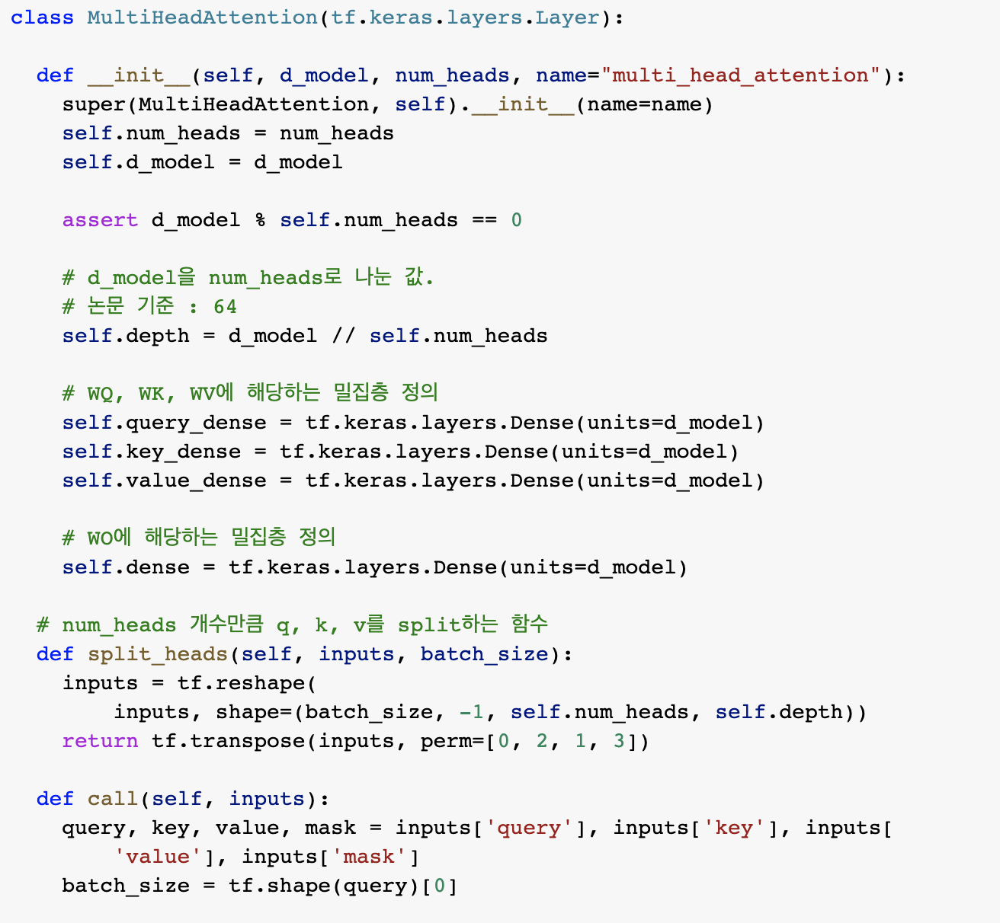 class MultiHeadAttention(tf.keras.layers.Layer):
def __init__(self, d_model, num_heads, name="multi_head_attention"):
super(MultiHeadAttention, self).__init__(name=name)
self.num_heads = num_heads
self.d_model = d_model
assert d_model % self.num_heads == 0
# d_model을 num_heads로 나눈 값.
# 논문 기준 : 64
self.depth = d_model // self.num_heads
# WQ, WK, WV에 해당하는 밀집층 정의
self.query_dense = tf.keras.layers.Dense(units=d_model)
self.key_dense = tf.keras.layers.Dense(units=d_model)
self.value_dense = tf.keras.layers.Dense(units=d_model)
# WO에 해당하는 밀집층 정의
self.dense = tf.keras.layers.Dense(units=d_model)
# num_heads 개수만큼 q, k, v를 split하는 함수
def split_heads(self, inputs, batch_size):
inputs = tf.reshape(
inputs, shape=(batch_size, -1, self.num_heads, self.depth))
return tf.transpose(inputs, perm=[0, 2, 1, 3])
def call(self, inputs):
query, key, value, mask = inputs['query'], inputs['key'], inputs[
'value'], inputs['mask']
batch_size = tf.shape(query)[0]